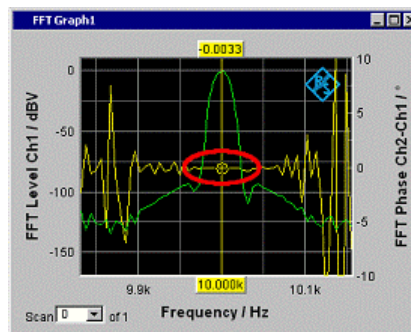 FFT Graph1
-0.0033
FFT Level Ch1 / dBV
0
-50
-100
-150
10
5
0
-5
-10
FFT Phase Ch2-Ch1 / °
9.9k
10.000k
10.1k
Scan 0 of 1
Frequency / Hz